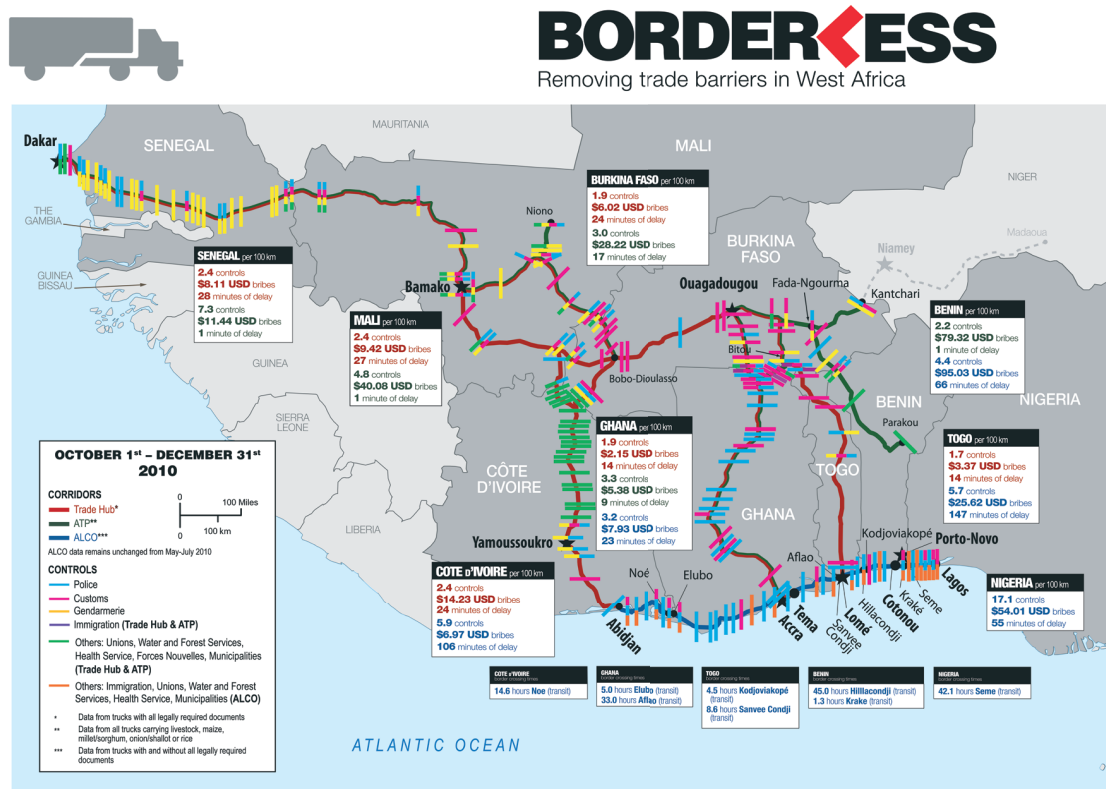 BORDERLESS
Removing trade barriers in West Africa
Dakar
SENEGAL
MAURITANIA
MALI
NIGER
THE
GAMBIA
GUINEA
BISSAU
Niono
BURKINA
FASO
Niamey
Madaoua
Bamako
Ouagadougou
Fada-Ngourma
Kantchari
Bitou
Bobo-Dioulasso
GUINEA
SIERRA
LEONE
LIBERIA
CÔTE
D'IVOIRE
GHANA
TOGO
BENIN
NIGERIA
Parakou
Yamoussoukro
Noé
Elubo
Aflao
Kodjoviakopé
Porto-Novo
Abidjan
Accra
Tema
Lomé
Sanvee
Condji
Hillacondji
Cotonou
Kraké
Seme
Lagos
ATLANTIC OCEAN
SENEGAL per 100 km
2.4 controls
$8.11 USD bribes
28 minutes of delay
7.3 controls
$11.44 USD bribes
1 minute of delay
MALI per 100 km
2.4 controls
$9.42 USD bribes
27 minutes of delay
4.8 controls
$40.08 USD bribes
1 minute of delay
BURKINA FASO per 100 km
1.9 controls
$6.02 USD bribes
24 minutes of delay
3.0 controls
$28.22 USD bribes
17 minutes of delay
GHANA per 100 km
1.9 controls
$2.15 USD bribes
14 minutes of delay
3.3 controls
$5.38 USD bribes
9 minutes of delay
3.2 controls
$7.93 USD bribes
23 minutes of delay
BENIN per 100 km
2.2 controls
$79.32 USD bribes
1 minute of delay
4.4 controls
$95.03 USD bribes
66 minutes of delay
TOGO per 100 km
1.7 controls
$3.37 USD bribes
14 minutes of delay
5.7 controls
$25.62 USD bribes
147 minutes of delay
COTE D'IVOIRE per 100 km
2.4 controls
$14.23 USD bribes
24 minutes of delay
5.9 controls
$6.97 USD bribes
106 minutes of delay
NIGERIA per 100 km
17.1 controls
$54.01 USD bribes
55 minutes of delay
COTE d'IVOIRE
border crossing times
14.6 hours Noe (transit)
GHANA
border crossing times
5.0 hours Elubo (transit)
33.0 hours Aflao (transit)
TOGO
border crossing times
4.5 hours Kodjoviakopé
(transit)
8.6 hours Sanvee Condji
(transit)
BENIN
border crossing times
45.0 hours Hilllacondji (transit)
1.3 hours Krake (transit)
NIGERIA
border crossing times
42.1 hours Seme (transit)
OCTOBER 1st – DECEMBER 31st
2010
CORRIDORS
Trade Hub*
ATP**
ALCO***
0 100 Miles
0 100 km
ALCO data remains unchanged from May-July 2010
CONTROLS
Police
Customs
Gendarmerie
Immigration (Trade Hub & ATP)
Others: Unions, Water and Forest Services,
Health Service, Forces Nouvelles, Municipalities
(Trade Hub & ATP)
Others: Immigration, Unions, Water and Forest
Services, Health Service, Municipalities (ALCO)
* Data from trucks with all legally required documents
** Data from all trucks carrying livestock, maize,
millet/sorghum, onion/shallot or rice
*** Data from trucks with and without all legally required
documents